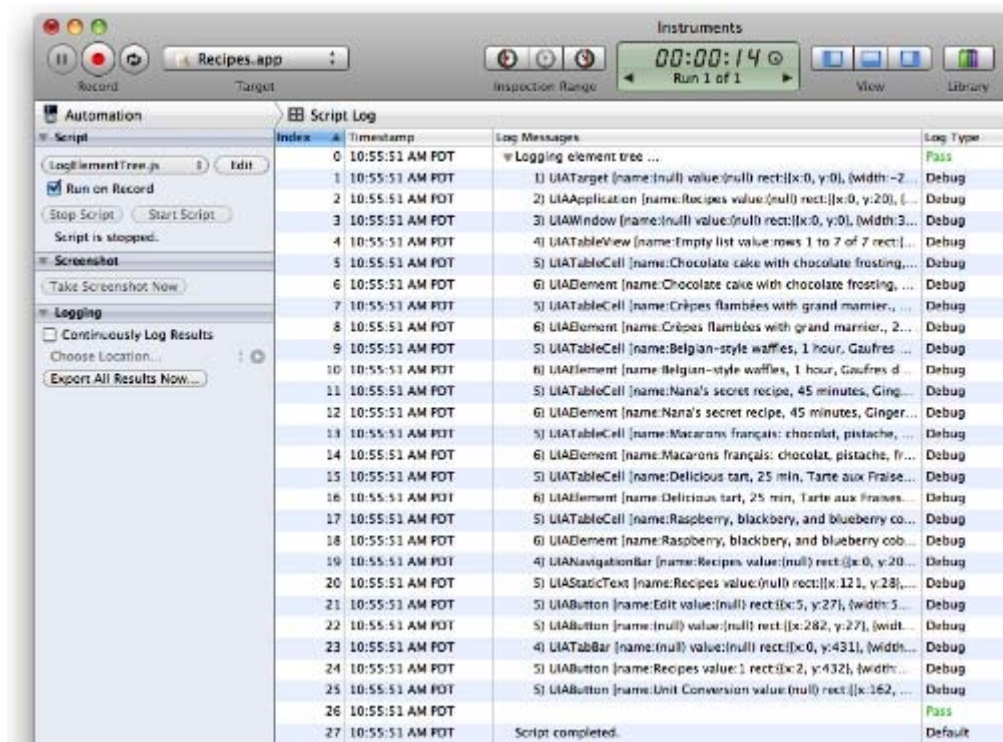 Instruments
Recipes.app
00:00:14
Run 1 of 1
Record
Target
Inspection Range
View
Library
Automation
Script Log
Script
Index Timestamp Log Messages Log Type
LogElementTree.js Edit
Run on Record
Stop Script Start Script
Script is stopped.
Screenshot
Take Screenshot Now
Logging
Continuously Log Results
Choose Location...
Export All Results Now...
0 10:55:51 AM PDT Logging element tree ... Pass
1 10:55:51 AM PDT 1) UIATarget [name:(null) value:(null) rect:{{x:0, y:0}, {width:-2... Debug
2 10:55:51 AM PDT 2) UIAApplication [name:Recipes value:(null) rect:{{x:0, y:20}, {... Debug
3 10:55:51 AM PDT 3) UIAWindow [name:(null) value:(null) rect:{{x:0, y:0}, {width:3... Debug
4 10:55:51 AM PDT 4) UIATableView [name:Empty list value:rows 1 to 7 of 7 rect:{... Debug
5 10:55:51 AM PDT 5) UIATableCell [name:Chocolate cake with chocolate frosting,... Debug
6 10:55:51 AM PDT 6) UIAElement [name:Chocolate cake with chocolate frosting, ... Debug
7 10:55:51 AM PDT 5) UIATableCell [name:Crêpes flambées with grand marnier., ... Debug
8 10:55:51 AM PDT 6) UIAElement [name:Crêpes flambées with grand marnier., 2... Debug
9 10:55:51 AM PDT 5) UIATableCell [name:Belgian-style waffles, 1 hour, Gaufres ... Debug
10 10:55:51 AM PDT 6) UIAElement [name:Belgian-style waffles, 1 hour, Gaufres d... Debug
11 10:55:51 AM PDT 5) UIATableCell [name:Nana's secret recipe, 45 minutes, Ging... Debug
12 10:55:51 AM PDT 6) UIAElement [name:Nana's secret recipe, 45 minutes, Ginger... Debug
13 10:55:51 AM PDT 5) UIATableCell [name:Macarons français: chocolat, pistache, ... Debug
14 10:55:51 AM PDT 6) UIAElement [name:Macarons français: chocolat, pistache, fr... Debug
15 10:55:51 AM PDT 5) UIATableCell [name:Delicious tart, 25 min, Tarte aux Fraise... Debug
16 10:55:51 AM PDT 6) UIAElement [name:Delicious tart, 25 min, Tarte aux Fraises... Debug
17 10:55:51 AM PDT 5) UIATableCell [name:Raspberry, blackbery, and blueberry co... Debug
18 10:55:51 AM PDT 6) UIAElement [name:Raspberry, blackbery, and blueberry cob... Debug
19 10:55:51 AM PDT 4) UIANavigationBar [name:Recipes value:(null) rect:{{x:0, y:20... Debug
20 10:55:51 AM PDT 5) UIAStaticText [name:Recipes value:(null) rect:{{x:121, y:28},... Debug
21 10:55:51 AM PDT 5) UIAButton [name:Edit value:(null) rect:{{x:5, y:27}, {width:5... Debug
22 10:55:51 AM PDT 5) UIAButton [name:(null) value:(null) rect:{{x:282, y:27}, {widt... Debug
23 10:55:51 AM PDT 4) UIATabBar [name:(null) value:(null) rect:{{x:0, y:431}, {width... Debug
24 10:55:51 AM PDT 5) UIAButton [name:Recipes value:1 rect:{{x:2, y:432}, {width:... Debug
25 10:55:51 AM PDT 5) UIAButton [name:Unit Conversion value:(null) rect:{{x:162, ... Debug
26 10:55:51 AM PDT Pass
27 10:55:51 AM PDT Script completed. Default